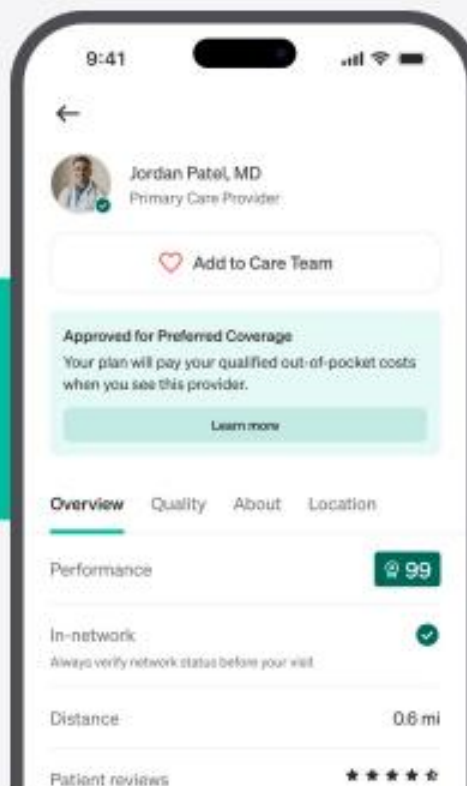 9:41
Jordan Patel, MD
Primary Care Provider
Add to Care Team
Approved for Preferred Coverage
Your plan will pay your qualified out-of-pocket costs
when you see this provider.
Learn more
Overview Quality About Location
Performance 99
In-network
Always verify network status before your visit
Distance 0.6 mi
Patient reviews